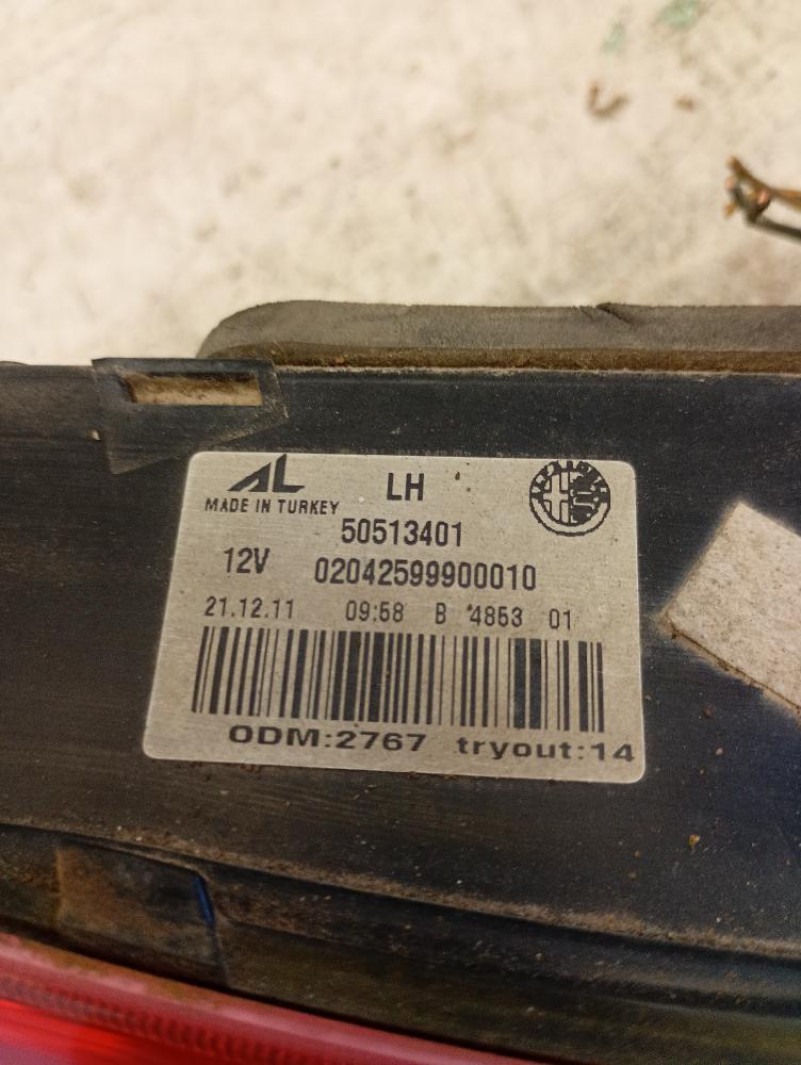 AL LH
MADE IN TURKEY
50513401
12V 02042599900010
21.12.11 09:58 B 4853 01
ODM:2767 tryout:14